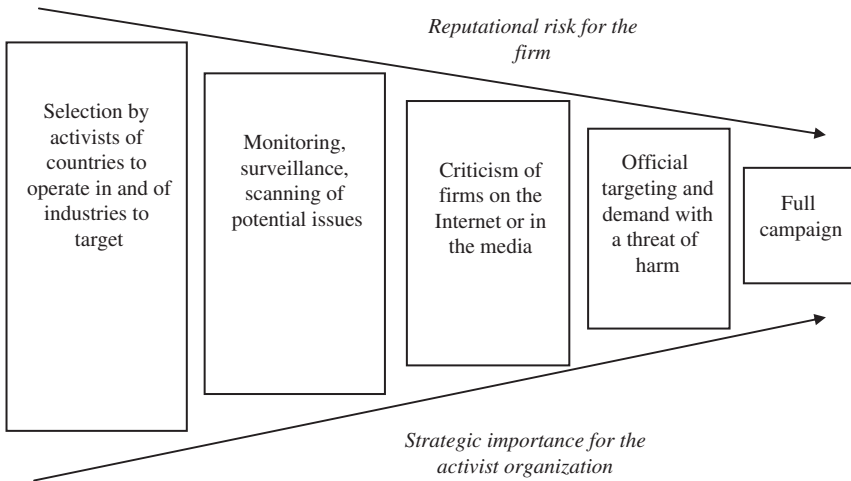 Reputational risk for the
firm
Selection by
activists of
countries to
operate in and of
industries to
target
Monitoring,
surveillance,
scanning of
potential issues
Criticism of
firms on the
Internet or in
the media
Official
targeting and
demand with
a threat of
harm
Full
campaign
Strategic importance for the
activist organization